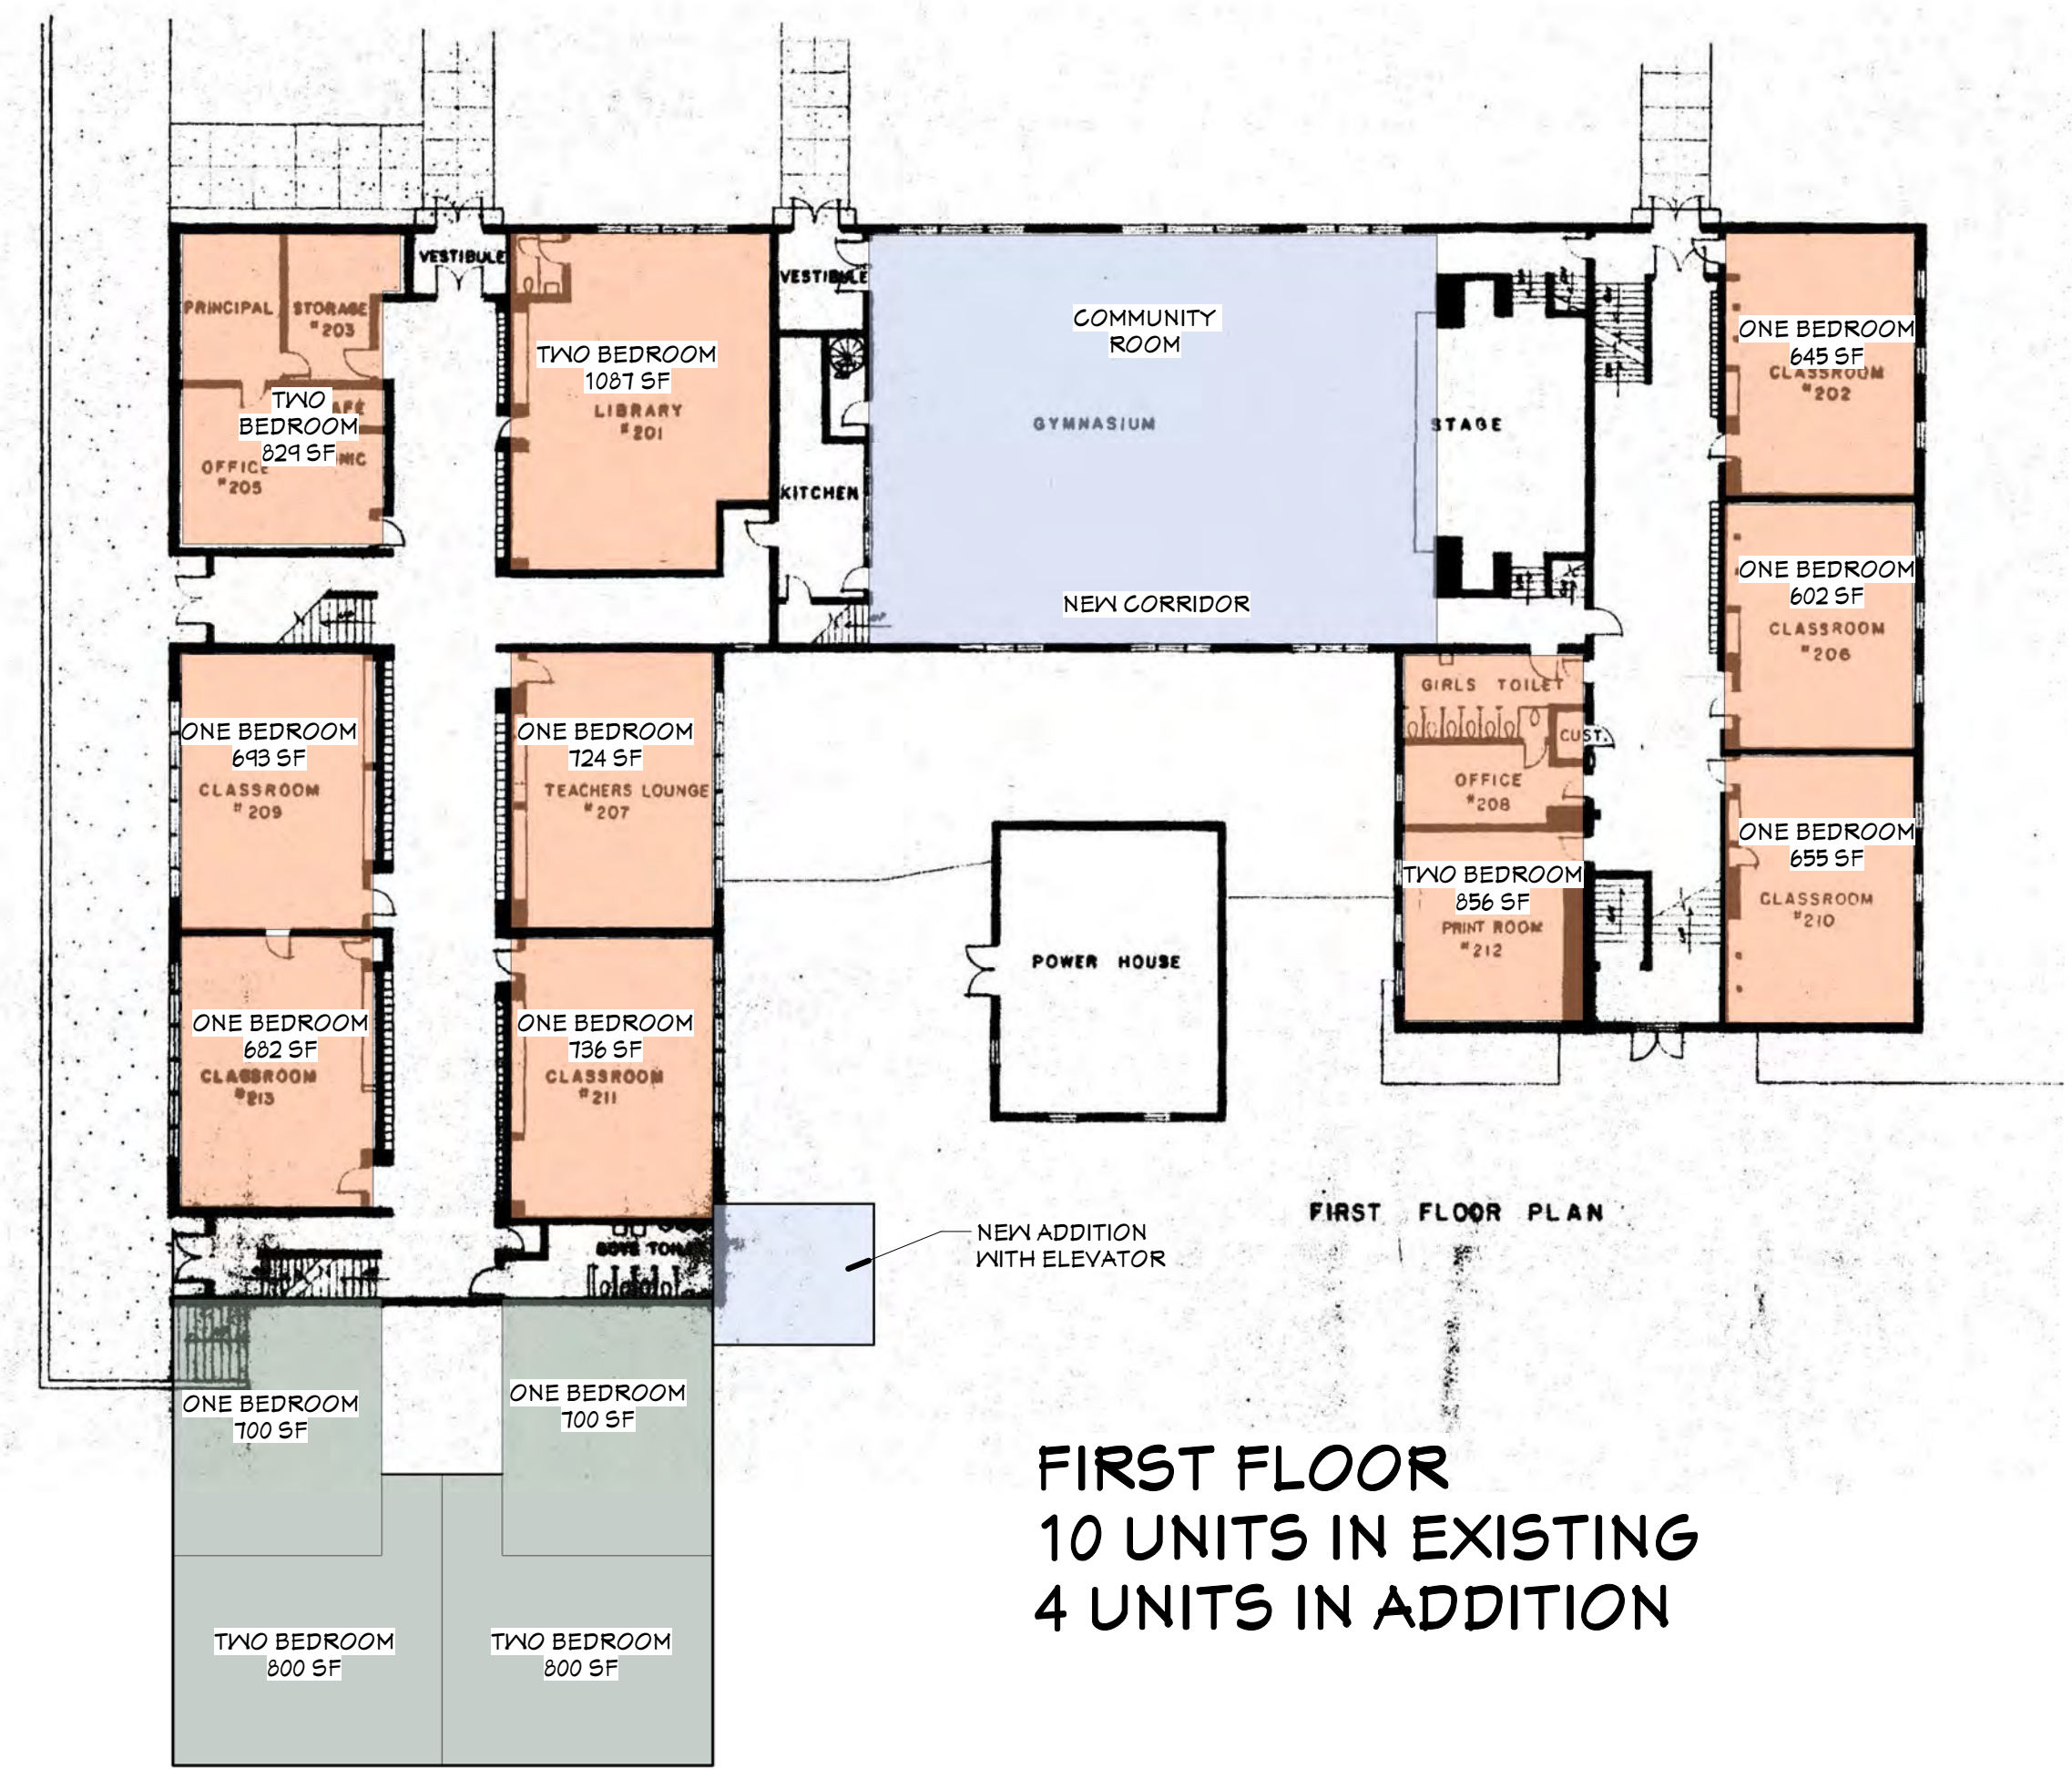 VESTIBULE
PRINCIPAL
STORAGE
#203
TWO
BEDROOM
829 SF
OFFICE
#205
TWO BEDROOM
1087 SF
LIBRARY
#201
VESTIBULE
KITCHEN
COMMUNITY
ROOM
GYMNASIUM
NEW CORRIDOR
STAGE
ONE BEDROOM
645 SF
CLASSROOM
#202
ONE BEDROOM
602 SF
CLASSROOM
#206
ONE BEDROOM
693 SF
CLASSROOM
#209
ONE BEDROOM
724 SF
TEACHERS LOUNGE
#207
GIRLS TOILET
CUST.
OFFICE
#208
TWO BEDROOM
856 SF
PRINT ROOM
#212
ONE BEDROOM
655 SF
CLASSROOM
#210
POWER HOUSE
ONE BEDROOM
682 SF
CLASSROOM
#213
ONE BEDROOM
736 SF
CLASSROOM
#211
BOYS TOILET
NEW ADDITION
WITH ELEVATOR
FIRST FLOOR PLAN
ONE BEDROOM
700 SF
ONE BEDROOM
700 SF
TWO BEDROOM
800 SF
TWO BEDROOM
800 SF
FIRST FLOOR
10 UNITS IN EXISTING
4 UNITS IN ADDITION